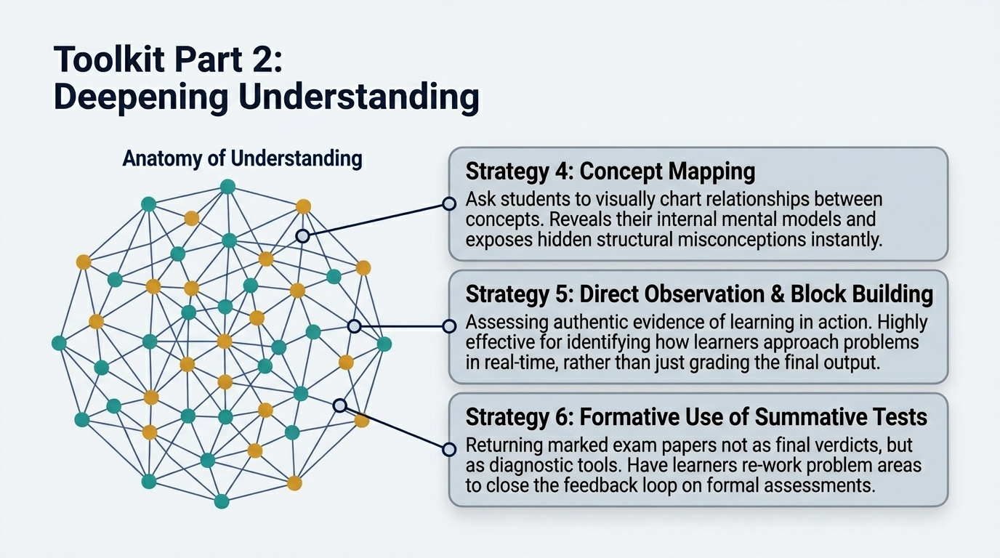 Toolkit Part 2:
Deepening Understanding
Anatomy of Understanding
Strategy 4: Concept Mapping
Ask students to visually chart relationships between
concepts. Reveals their internal mental models and
exposes hidden structural misconceptions instantly.
Strategy 5: Direct Observation & Block Building
Assessing authentic evidence of learning in action. Highly
effective for identifying how learners approach problems
in real-time, rather than just grading the final output.
Strategy 6: Formative Use of Summative Tests
Returning marked exam papers not as final verdicts, but
as diagnostic tools. Have learners re-work problem areas
to close the feedback loop on formal assessments.